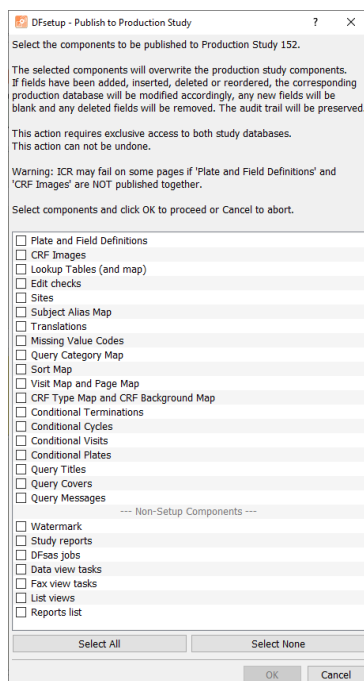 DFsetup - Publish to Production Study
Select the components to be published to Production Study 152.
The selected components will overwrite the production study components.
If fields have been added, inserted, deleted or reordered, the corresponding
production database will be modified accordingly, any new fields will be
blank and any deleted fields will be removed. The audit trail will be preserved.
This action requires exclusive access to both study databases.
This action can not be undone.
Warning: ICR may fail on some pages if 'Plate and Field Definitions' and
'CRF Images' are NOT published together.
Select components and click OK to proceed or Cancel to abort.
Plate and Field Definitions
CRF Images
Lookup Tables (and map)
Edit checks
Sites
Subject Alias Map
Translations
Missing Value Codes
Query Category Map
Sort Map
Visit Map and Page Map
CRF Type Map and CRF Background Map
Conditional Terminations
Conditional Cycles
Conditional Visits
Conditional Plates
Query Titles
Query Covers
Query Messages
--- Non-Setup Components ---
Watermark
Study reports
DFsas jobs
Data view tasks
Fax view tasks
List views
Reports list
Select All
Select None
OK
Cancel